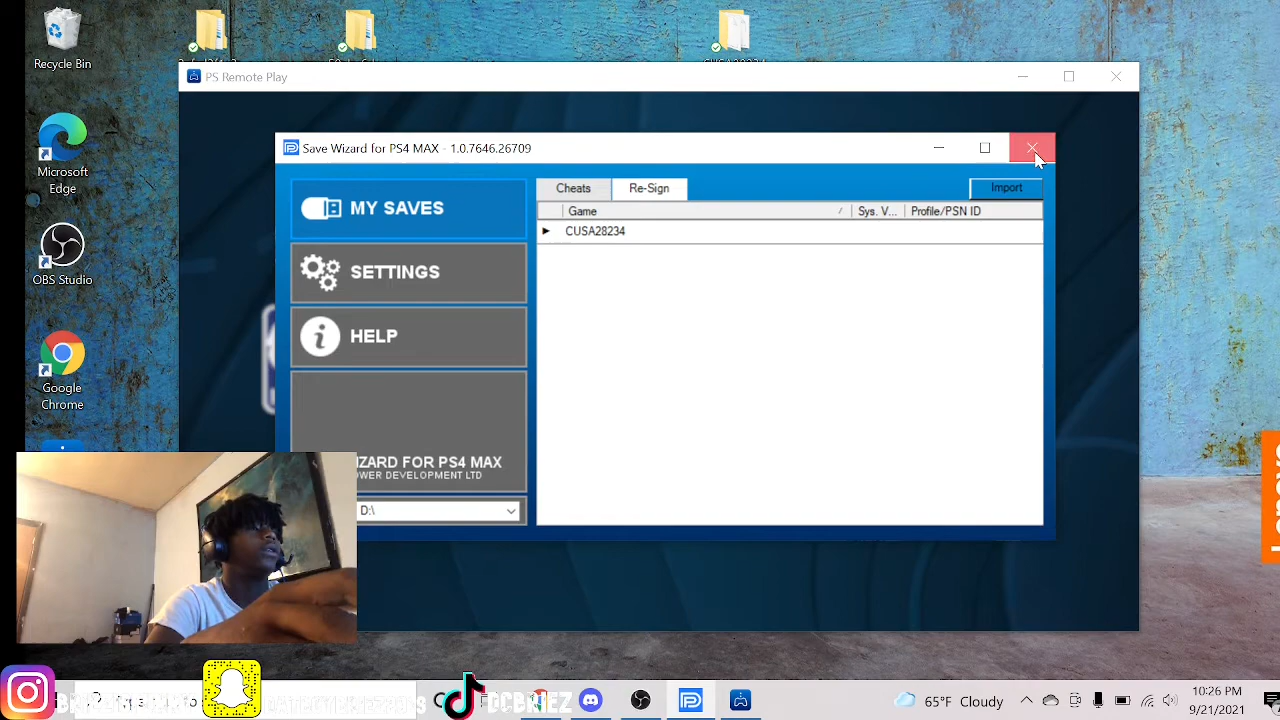 Recycle Bin
PS Remote Play
Save Wizard for PS4 MAX - 1.0.7646.26709
Microsoft
Edge
MY SAVES
Cheats
Re-Sign
Import
Game
Sys. V...
Profile/PSN ID
CUSA28234
OBS Studio
SETTINGS
HELP
Google
Chrome
IZARD FOR PS4 MAX
OWER DEVELOPMENT LTD
D:\
65°F Cloudy
10:26 PM
9/21/2021